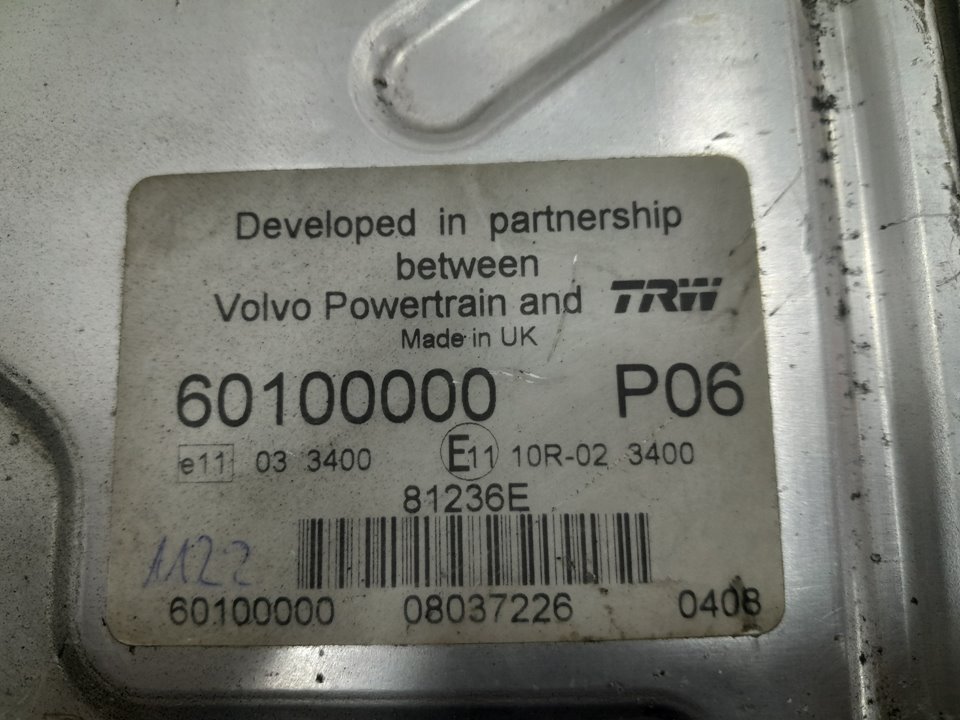 Developed in partnership
between
Volvo Powertrain and TRW
Made in UK
60100000 P06
e11 03 3400 E11 10R-02 3400
81236E
1122
60100000 08037226 0408